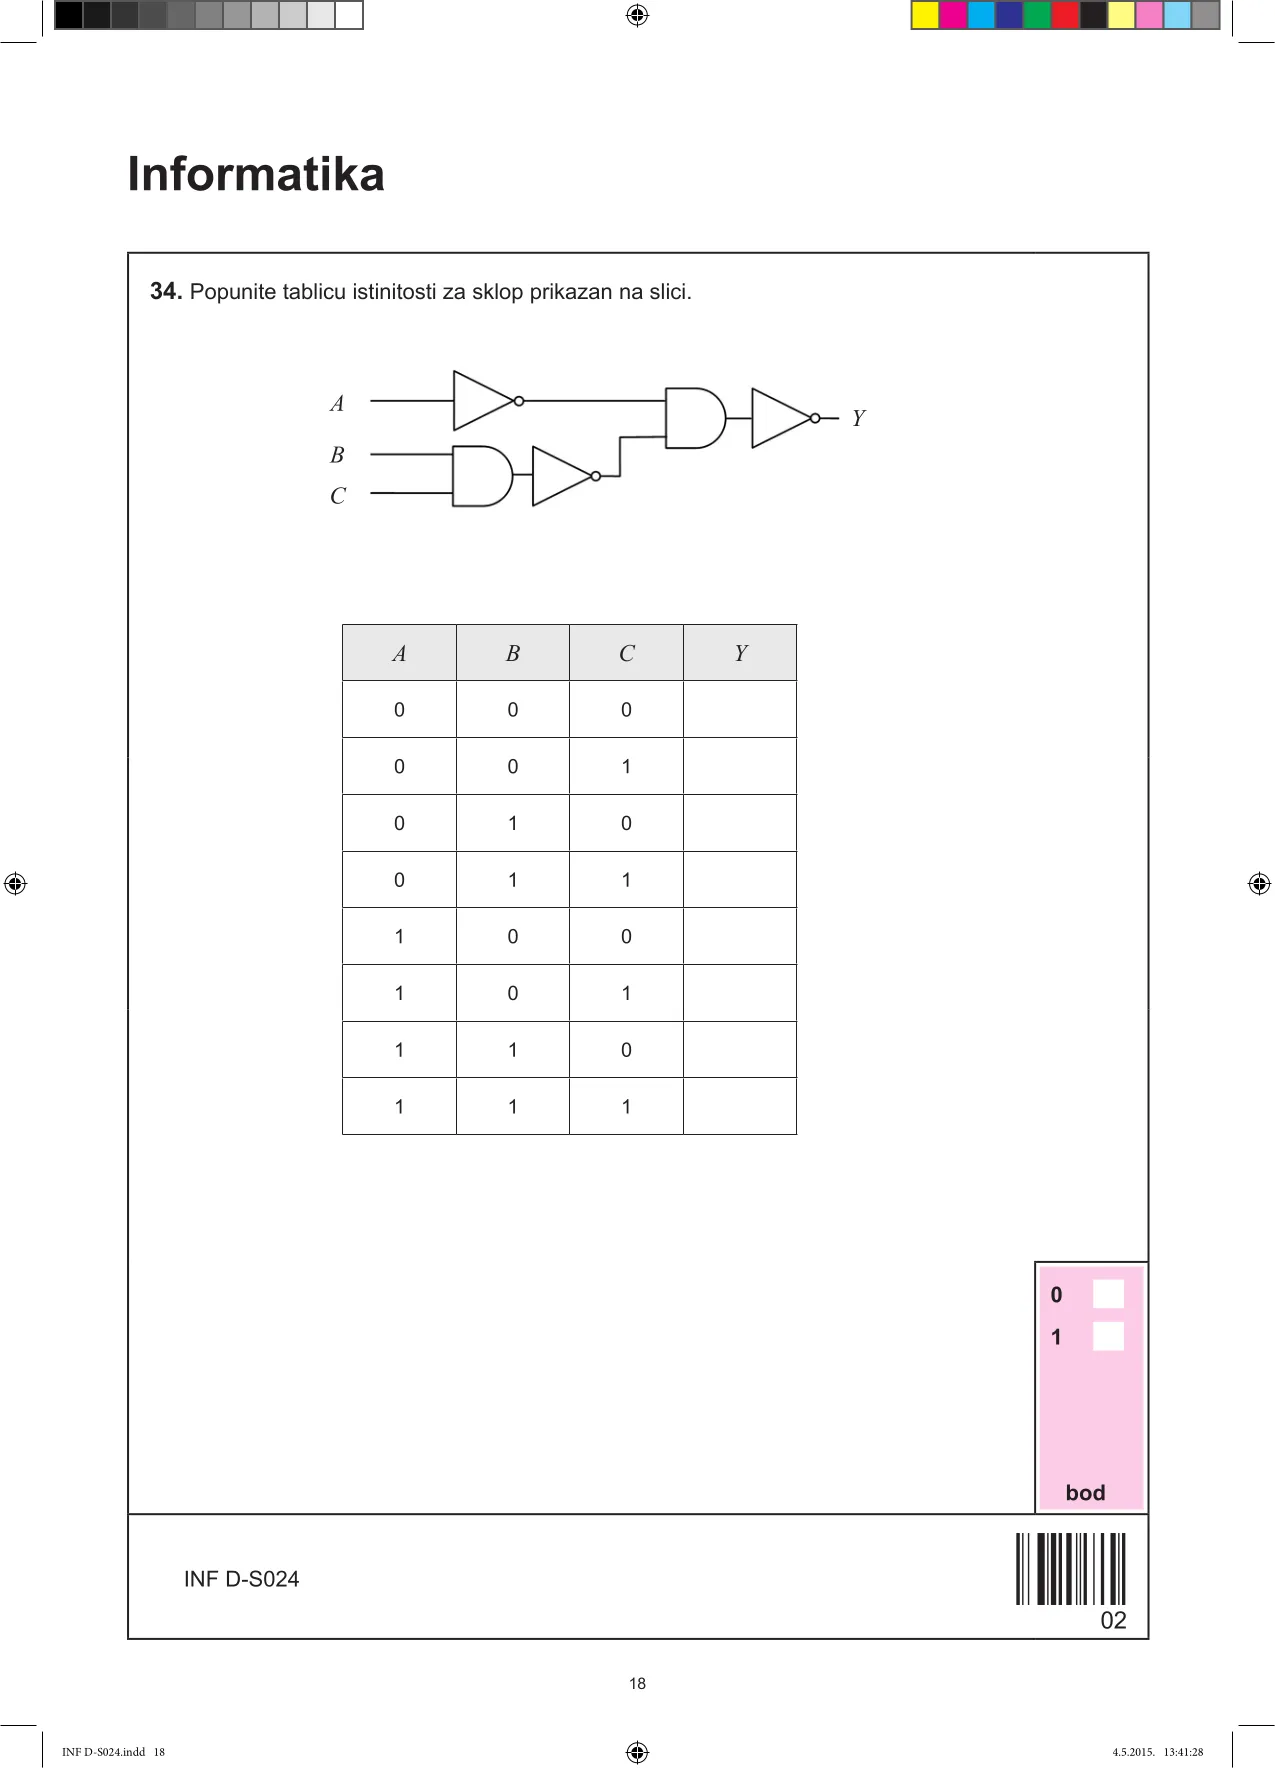 Informatika
34. Popunite tablicu istinitosti za sklop prikazan na slici.
A
Y
B
C
A B C Y
0 0 0
0 0 1
0 1 0
0 1 1
1 0 0
1 0 1
1 1 0
1 1 1
0
1
bod
INF D-S024
02
18
INF D-S024.indd 18 4.5.2015. 13:41:28